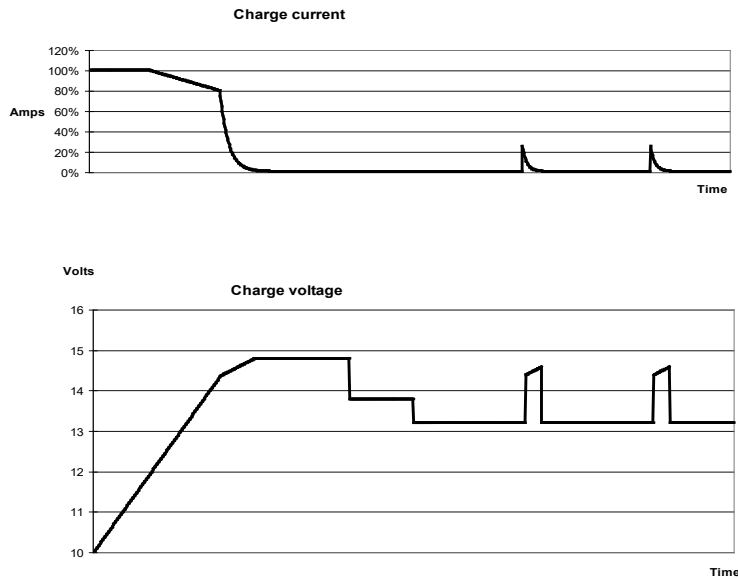 Charge current
120%
100%
80%
Amps 60%
40%
20%
0%
Time
Volts
Charge voltage
16
15
14
13
12
11
10
Time